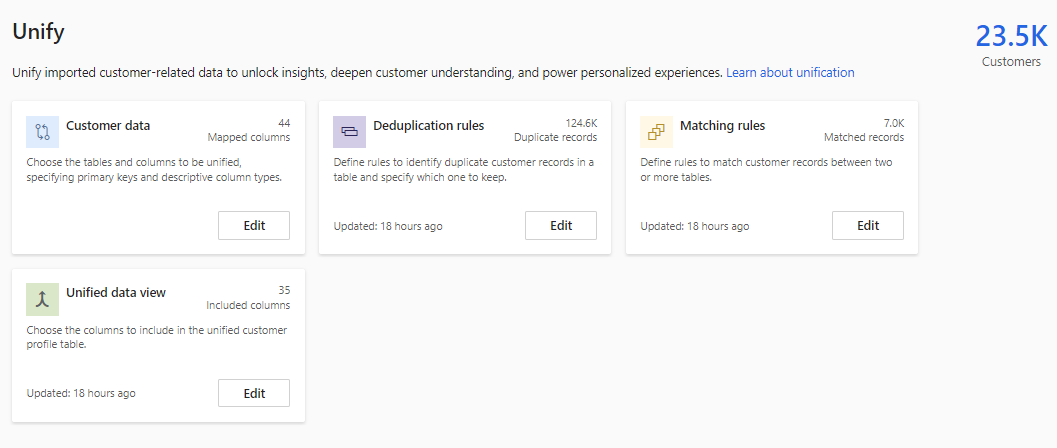 Unify
23.5K
Customers
Unify imported customer-related data to unlock insights, deepen customer understanding, and power personalized experiences. Learn about unification
Customer data
44
Mapped columns
Choose the tables and columns to be unified,
specifying primary keys and descriptive column types.
Edit
Deduplication rules
124.6K
Duplicate records
Define rules to identify duplicate customer records in a
table and specify which one to keep.
Updated: 18 hours ago
Edit
Matching rules
7.0K
Matched records
Define rules to match customer records between two
or more tables.
Updated: 18 hours ago
Edit
Unified data view
35
Included columns
Choose the columns to include in the unified customer
profile table.
Updated: 18 hours ago
Edit